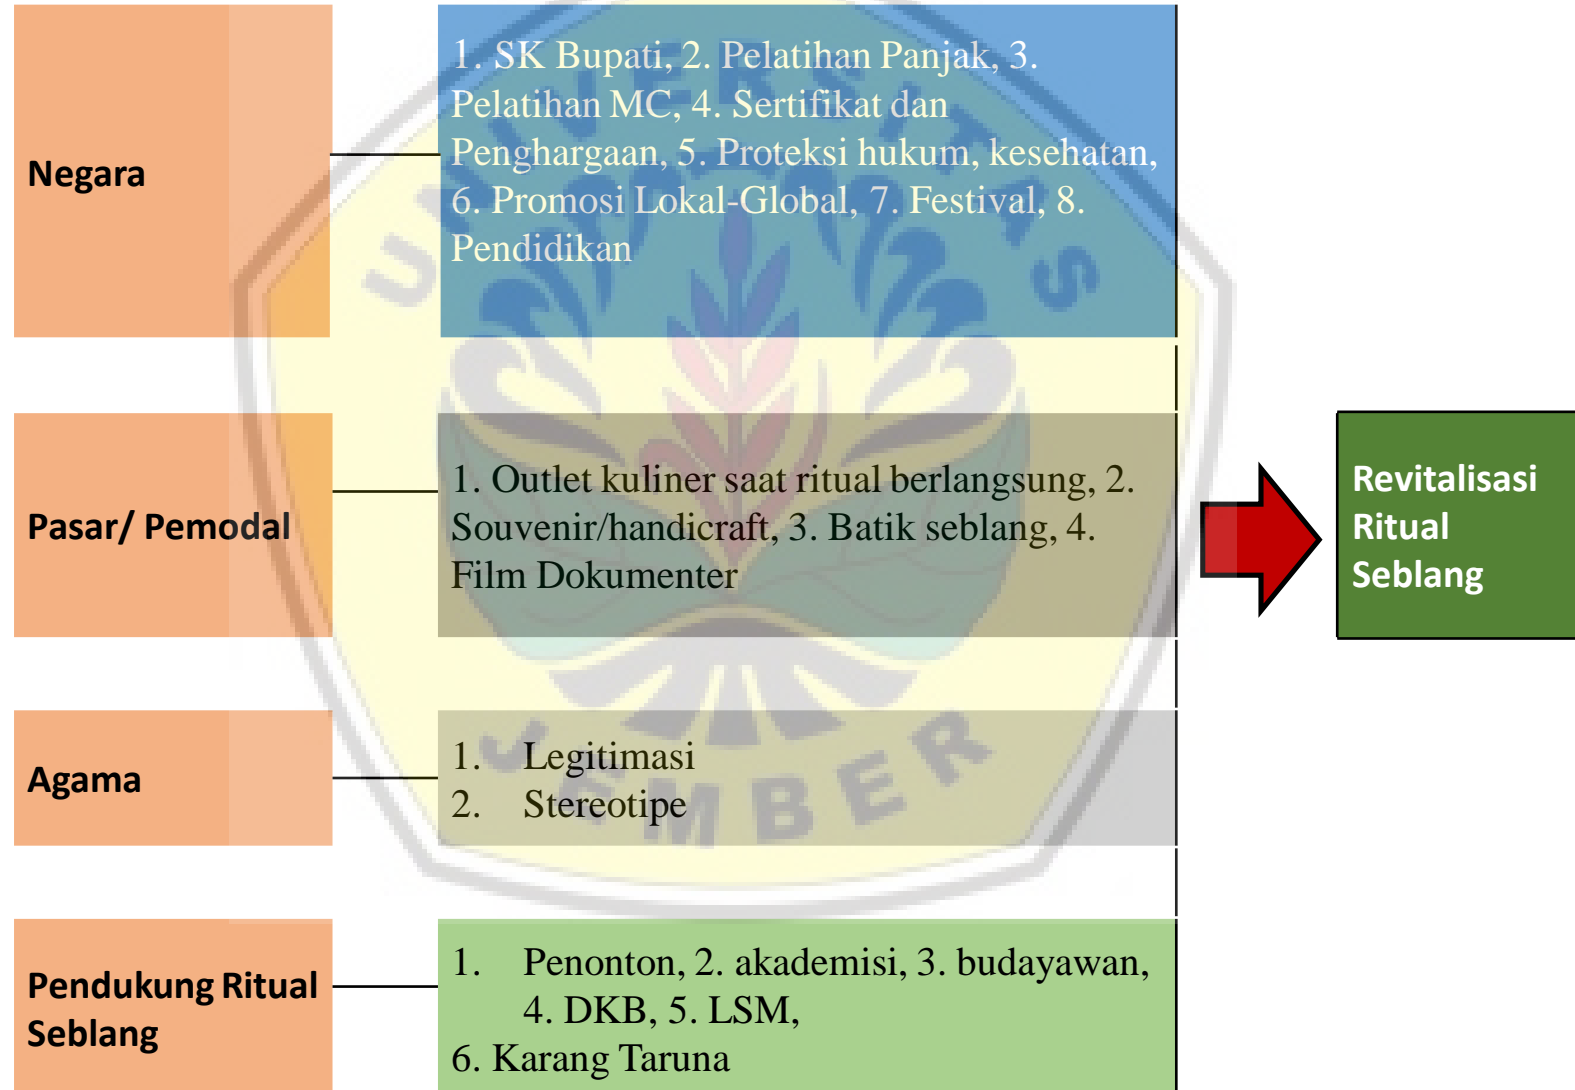 Negara
1. SK Bupati, 2. Pelatihan Panjak, 3.
Pelatihan MC, 4. Sertifikat dan
Penghargaan, 5. Proteksi hukum, kesehatan,
6. Promosi Lokal-Global, 7. Festival, 8.
Pendidikan
Pasar/ Pemodal
1. Outlet kuliner saat ritual berlangsung, 2.
Souvenir/handicraft, 3. Batik seblang, 4.
Film Dokumenter
Agama
1. Legitimasi
2. Stereotipe
Pendukung Ritual
Seblang
1. Penonton, 2. akademisi, 3. budayawan,
4. DKB, 5. LSM,
6. Karang Taruna
Revitalisasi
Ritual
Seblang
UNIVERSITAS
JEMBER